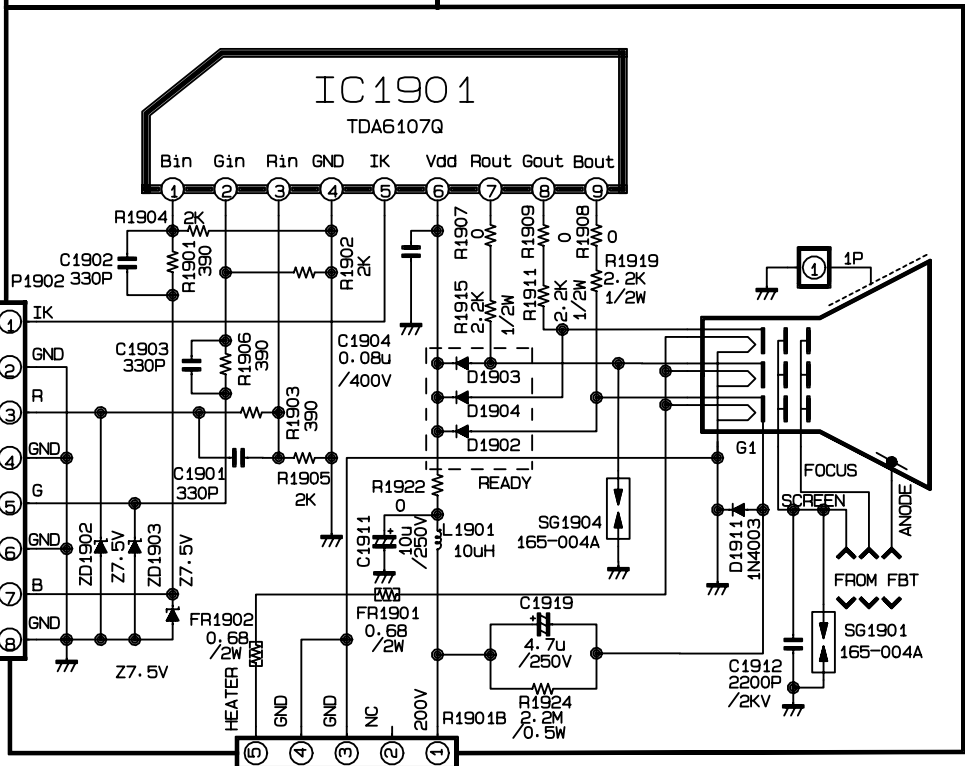 IC1901
TDA6107Q
Bin Gin Rin GND IK Vdd Rout Gout Bout
1 2 3 4 5 6 7 8 9
R1904 2K
R1901
390
R1902
2K
C1902
330P
P1902
R1907
0
R1909
0
R1908
0
R1919
2.2K
1/2W
R1915
2.2K
1/2W
R1911
2.2K
1/2W
1 1P
1 IK
2 GND
3 R
4 GND
5 G
6 GND
7 B
8 GND
C1903
330P
R1906
390
C1904
0.08u
/400V
D1903
D1904
D1902
READY
R1903
390
C1901
330P
R1905
2K
G1
FOCUS
SCREEN
ANODE
R1922
0
C1911
10u
/250V
L1901
10uH
SG1904
165-004A
D1911
1N4003
ZD1902
Z7.5V
ZD1903
Z7.5V
Z7.5V
FROM FBT
FR1902
0.68
/2W
FR1901
0.68
/2W
C1919
4.7u
/250V
R1924
2.2M
/0.5W
SG1901
165-004A
C1912
2200P
/2KV
HEATER
GND
GND
NC
200V
R1901B
5 4 3 2 1